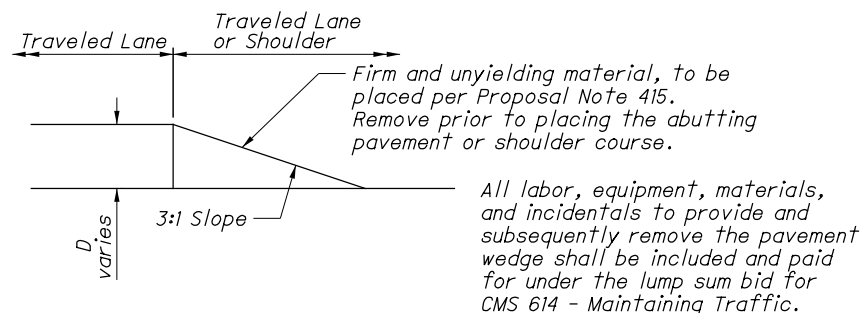 Traveled Lane
Traveled Lane
or Shoulder
Firm and unyielding material, to be
placed per Proposal Note 415.
Remove prior to placing the abutting
pavement or shoulder course.
3:1 Slope
D
varies
All labor, equipment, materials,
and incidentals to provide and
subsequently remove the pavement
wedge shall be included and paid
for under the lump sum bid for
CMS 614 - Maintaining Traffic.